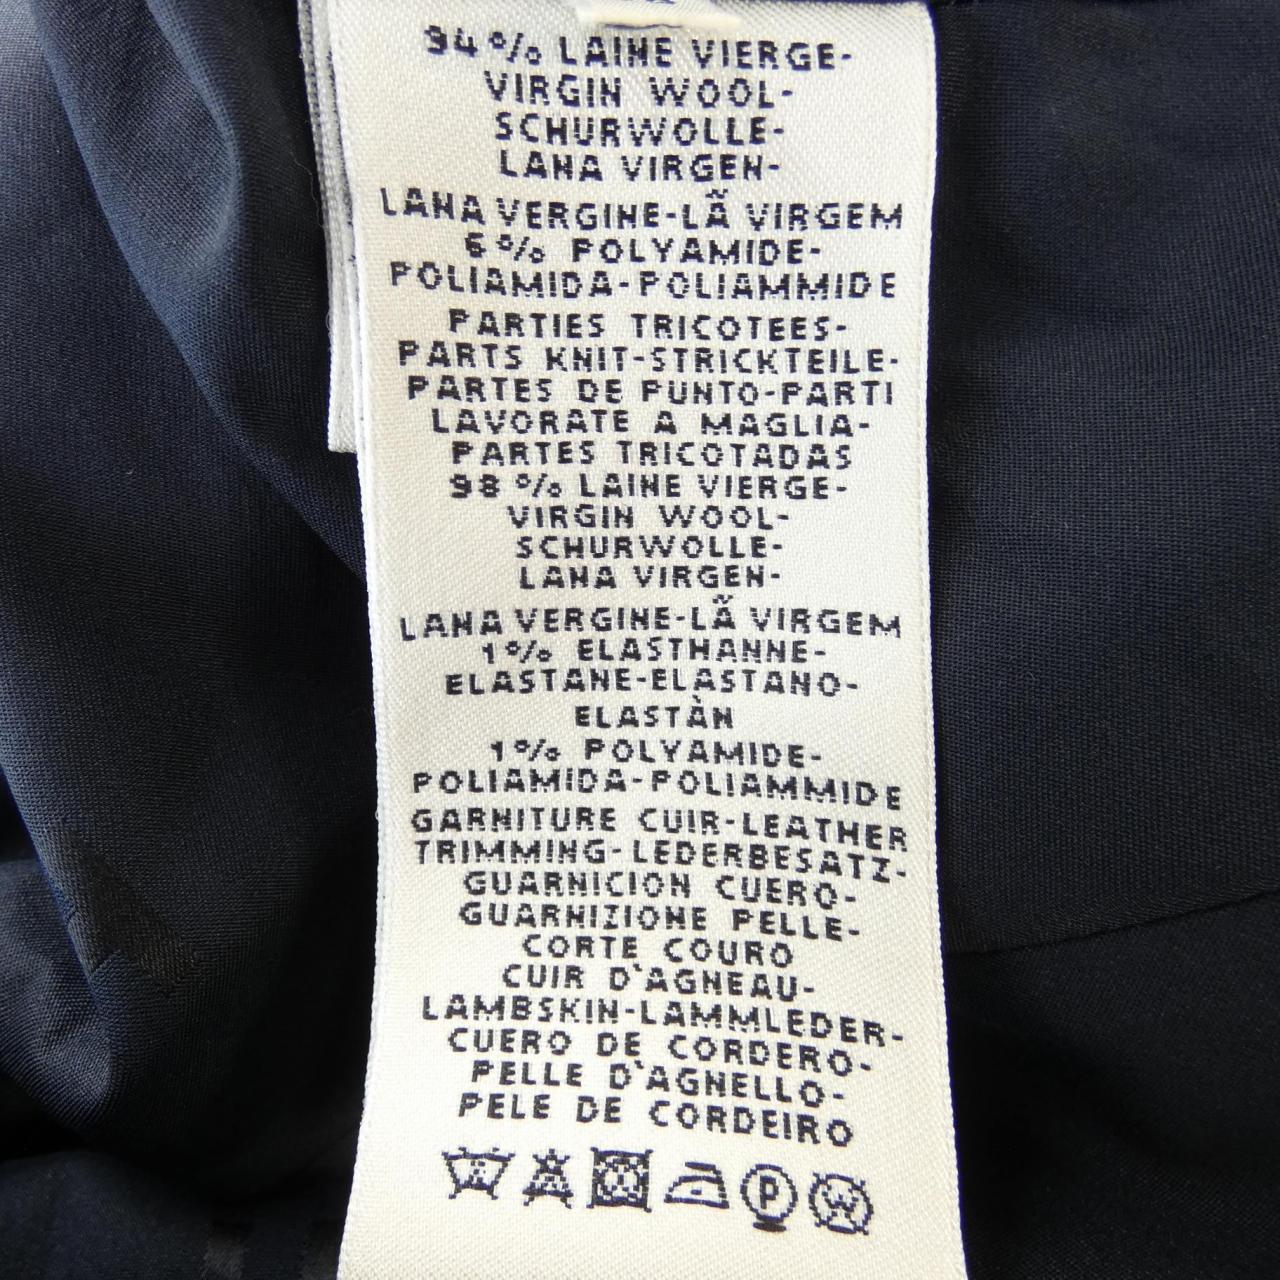 94% LAINE VIERGE-
VIRGIN WOOL-
SCHURWOLLE-
LANA VIRGEN-
LANA VERGINE-LÃ VIRGEM
6% POLYAMIDE-
POLIAMIDA-POLIAMMIDE
PARTIES TRICOTEES-
PARTS KNIT-STRICKTEILE-
PARTES DE PUNTO-PARTI
LAVORATE A MAGLIA-
PARTES TRICOTADAS
98% LAINE VIERGE-
VIRGIN WOOL-
SCHURWOLLE-
LANA VIRGEN-
LANA VERGINE-LÃ VIRGEM
1% ELASTHANNE-
ELASTANE-ELASTANO-
ELASTÀN
1% POLYAMIDE-
POLIAMIDA-POLIAMMIDE
GARNITURE CUIR-LEATHER
TRIMMING-LEDERBESATZ-
GUARNICION CUERO-
GUARNIZIONE PELLE-
CORTE COURO
CUIR D'AGNEAU-
LAMBSKIN-LAMMLEDER-
CUERO DE CORDERO-
PELLE D'AGNELLO-
PELE DE CORDEIRO
P W